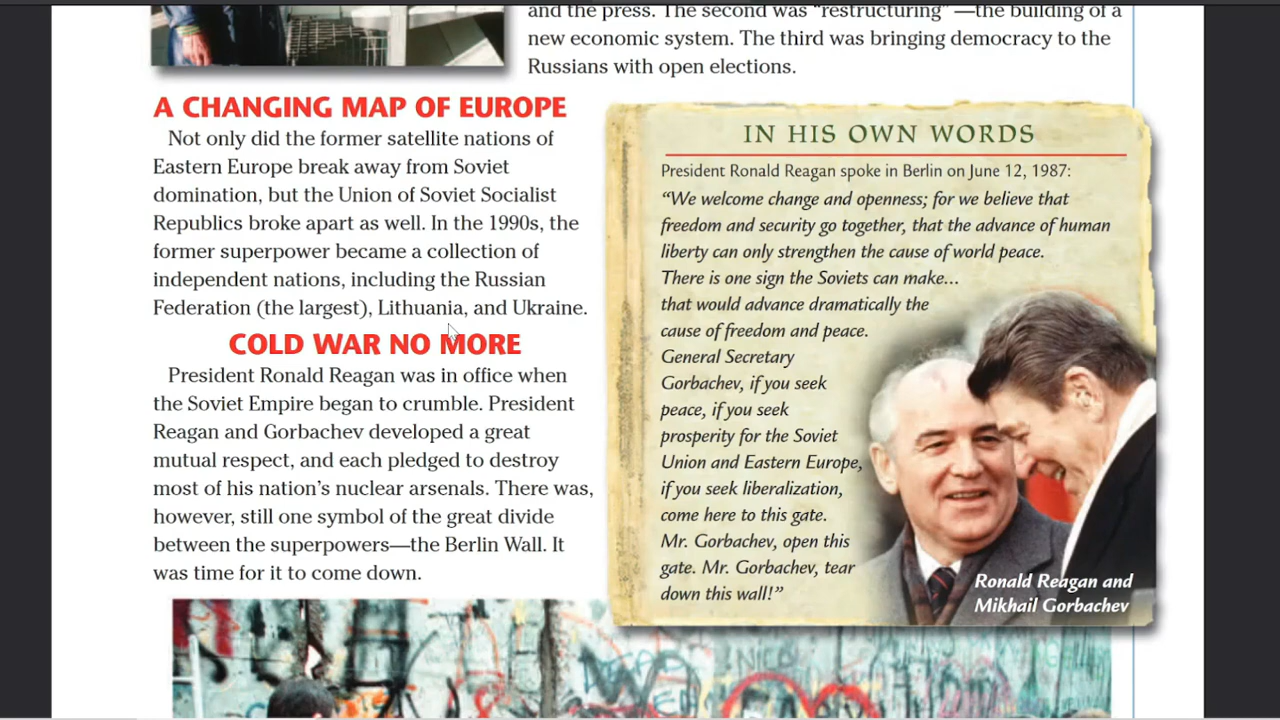 and the press. The second was “restructuring” —the building of a
new economic system. The third was bringing democracy to the
Russians with open elections.
A CHANGING MAP OF EUROPE
Not only did the former satellite nations of
Eastern Europe break away from Soviet
domination, but the Union of Soviet Socialist
Republics broke apart as well. In the 1990s, the
former superpower became a collection of
independent nations, including the Russian
Federation (the largest), Lithuania, and Ukraine.
COLD WAR NO MORE
President Ronald Reagan was in office when
the Soviet Empire began to crumble. President
Reagan and Gorbachev developed a great
mutual respect, and each pledged to destroy
most of his nation’s nuclear arsenals. There was,
however, still one symbol of the great divide
between the superpowers—the Berlin Wall. It
was time for it to come down.
IN HIS OWN WORDS
President Ronald Reagan spoke in Berlin on June 12, 1987:
“We welcome change and openness; for we believe that
freedom and security go together, that the advance of human
liberty can only strengthen the cause of world peace.
There is one sign the Soviets can make...
that would advance dramatically the
cause of freedom and peace.
General Secretary
Gorbachev, if you seek
peace, if you seek
prosperity for the Soviet
Union and Eastern Europe,
if you seek liberalization,
come here to this gate.
Mr. Gorbachev, open this
gate. Mr. Gorbachev, tear
down this wall!”
Ronald Reagan and
Mikhail Gorbachev